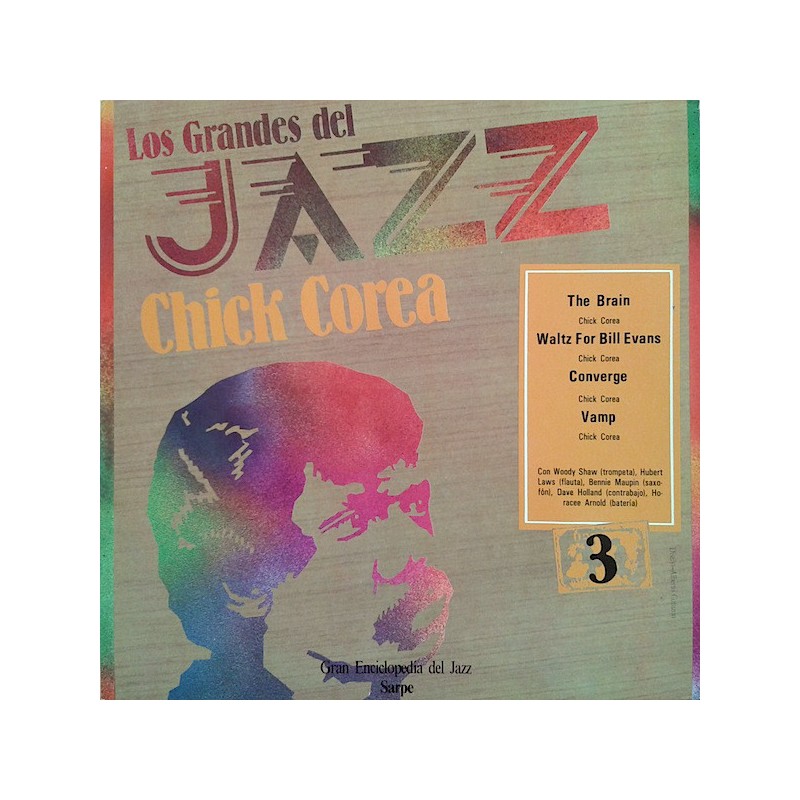 Los Grandes del
JAZZ
Chick Corea
The Brain
Chick Corea
Waltz For Bill Evans
Chick Corea
Converge
Chick Corea
Vamp
Chick Corea
Con Woody Shaw (trompeta), Hubert
Laws (flauta), Bennie Maupin (saxo-
fón), Dave Holland (contrabajo), Ho-
racee Arnold (batería)
3
Gran Enciclopedia del Jazz
Sarpe